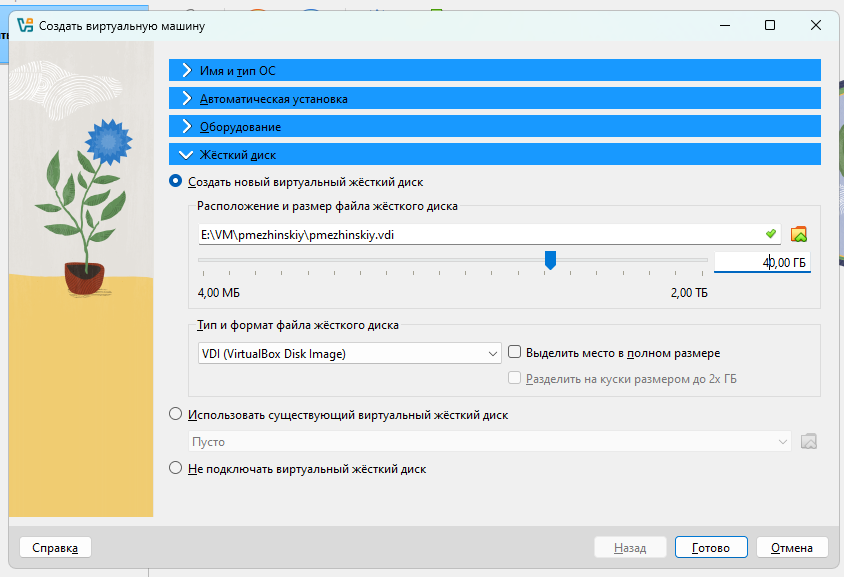 Создать виртуальную машину
Имя и тип ОС
Автоматическая установка
Оборудование
Жёсткий диск
Создать новый виртуальный жёсткий диск
Расположение и размер файла жёсткого диска
E:\VM\pmezhinskiy\pmezhinskiy.vdi
40,00 ГБ
4,00 МБ
2,00 ТБ
Тип и формат файла жёсткого диска
VDI (VirtualBox Disk Image)
Выделить место в полном размере
Разделить на куски размером до 2х ГБ
Использовать существующий виртуальный жёсткий диск
Пусто
Не подключать виртуальный жёсткий диск
Справка
Назад
Готово
Отмена